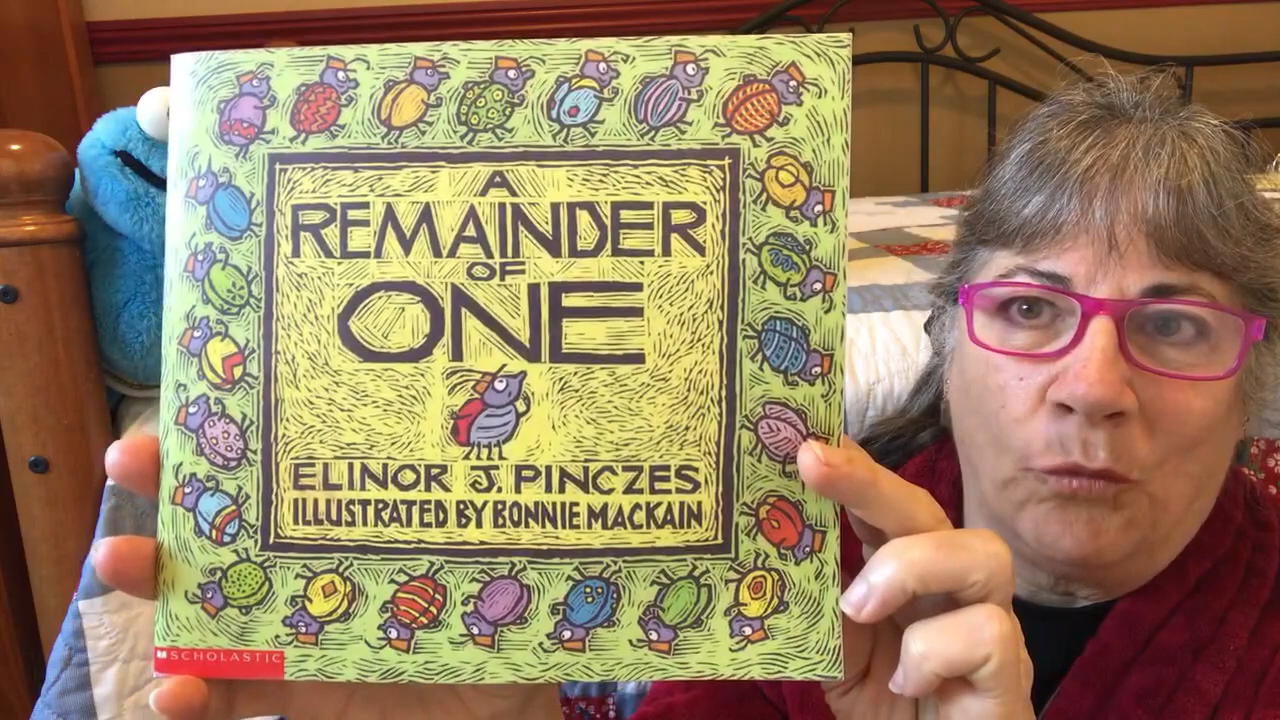 A
REMAINDER
OF
ONE
ELINOR J. PINCZES
ILLUSTRATED BY BONNIE MACKAIN
SCHOLASTIC